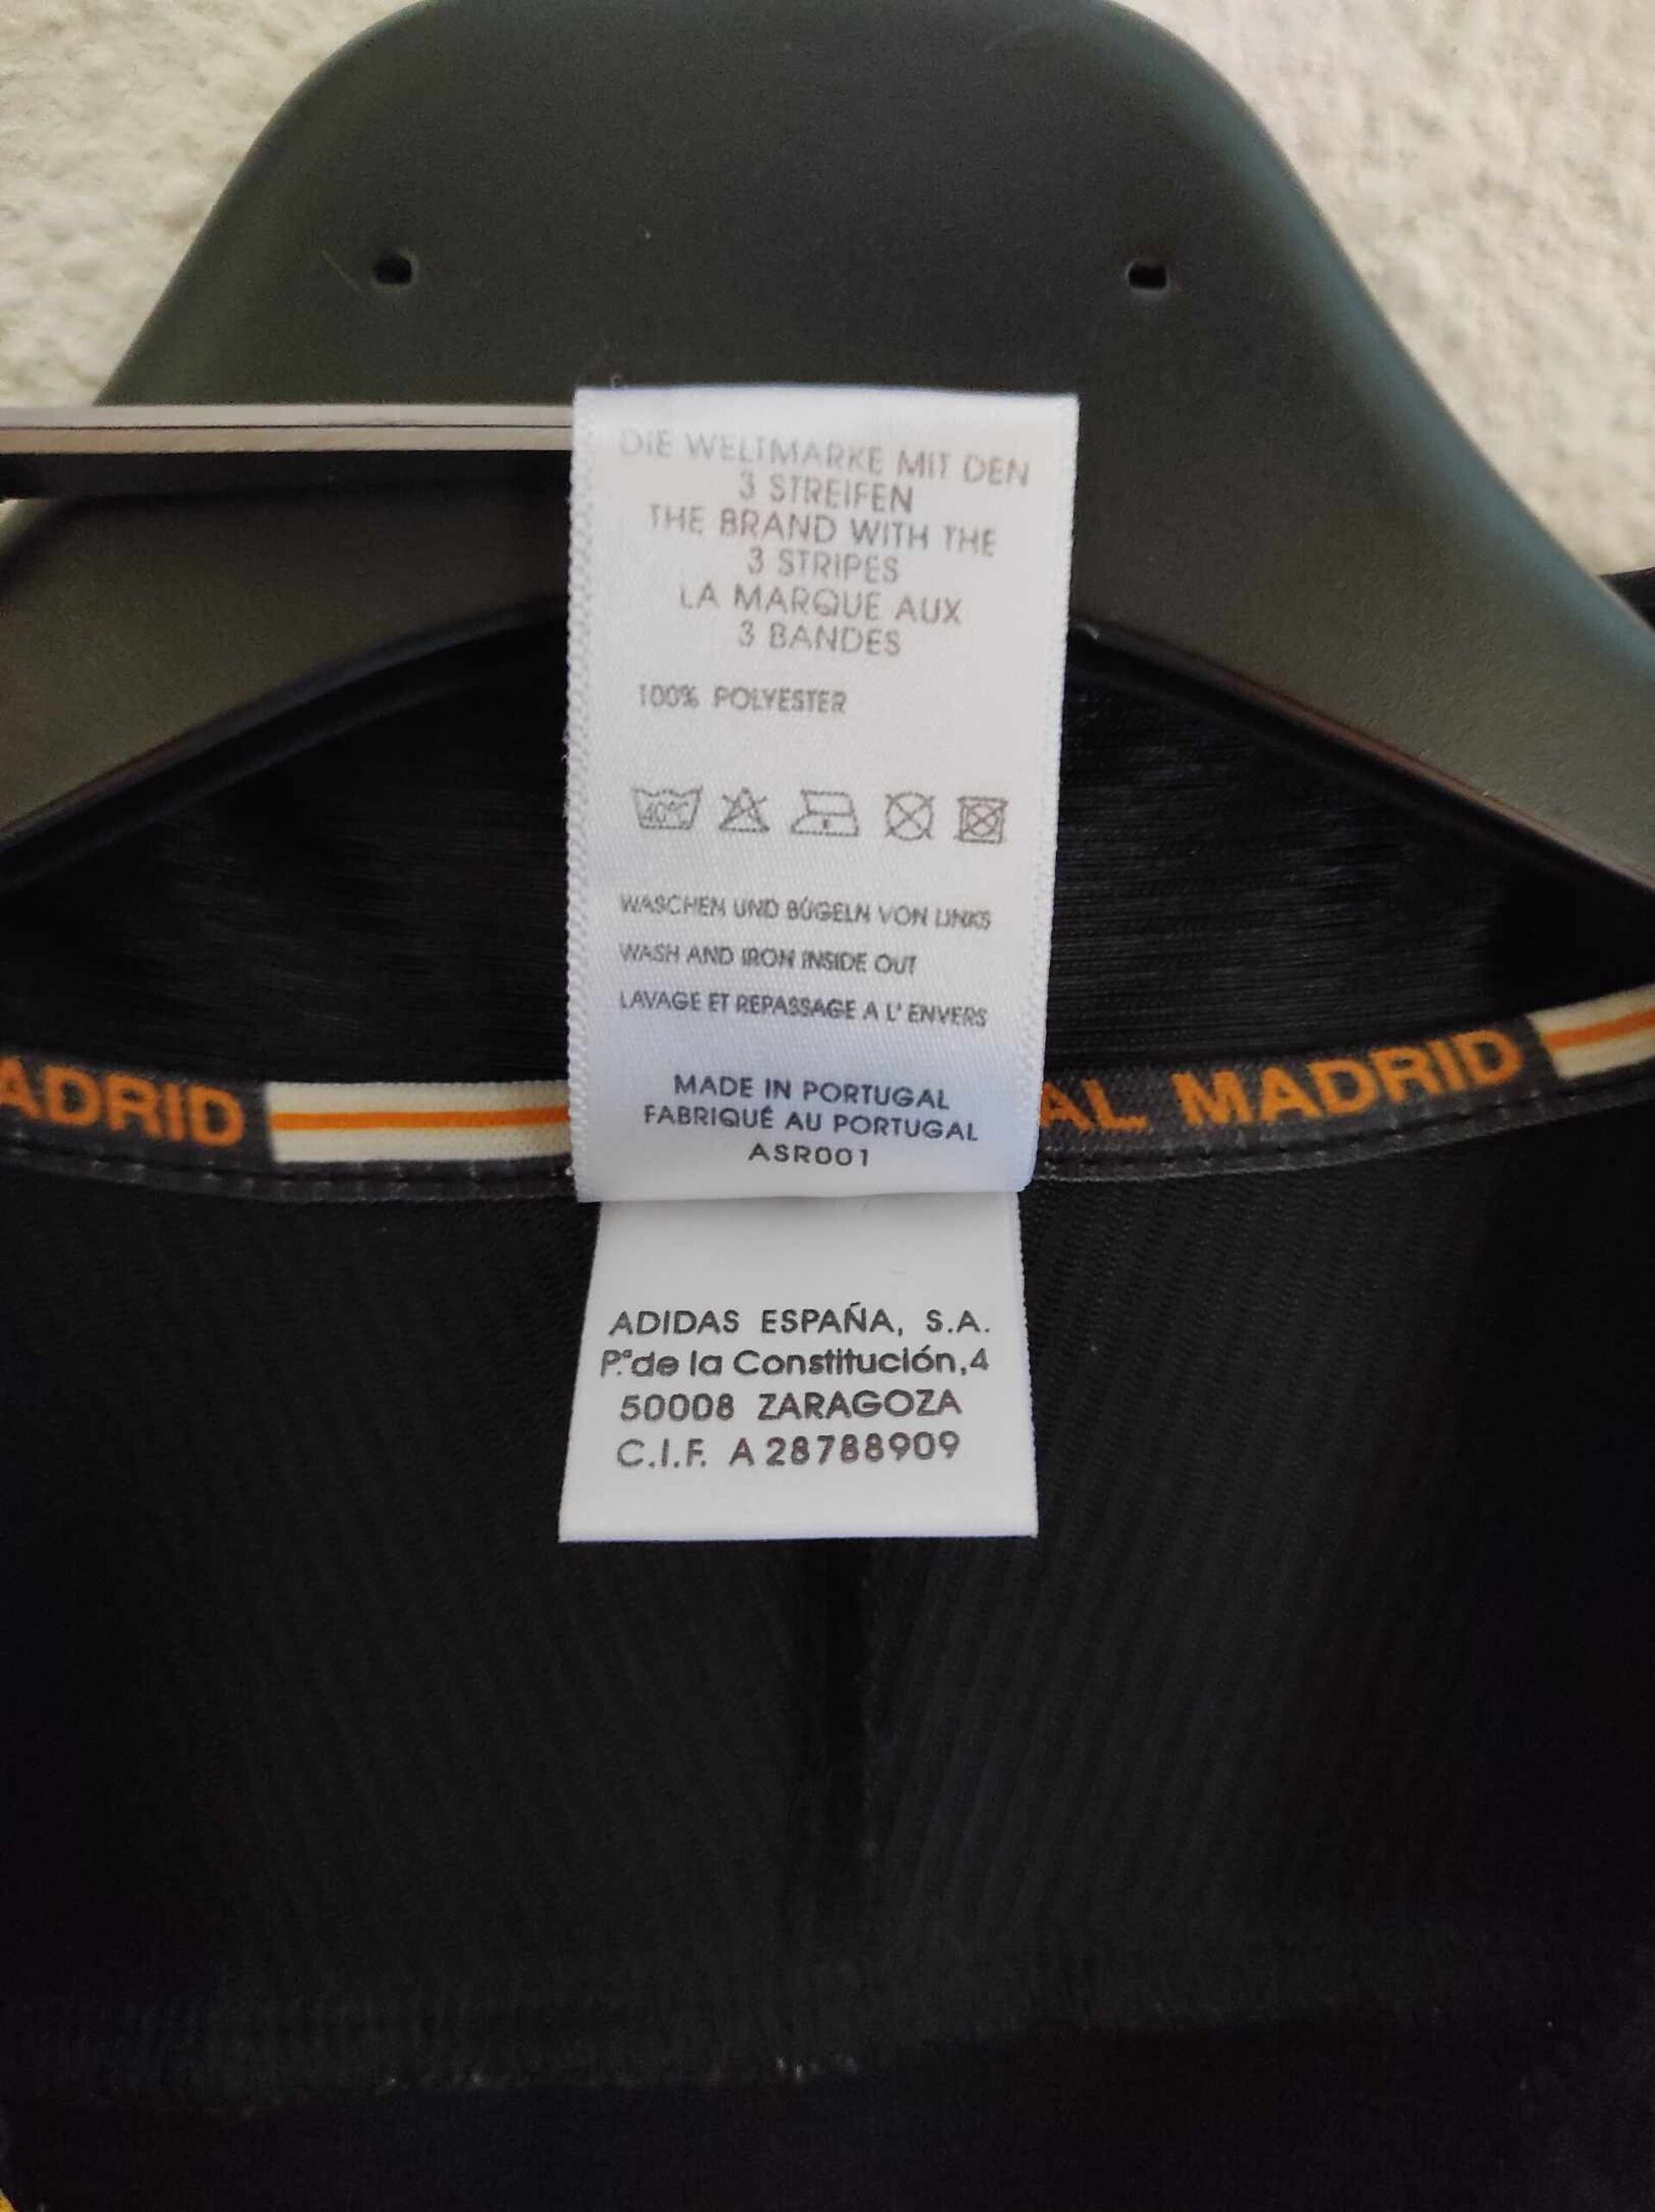 DIE WELTMARKE MIT DEN
3 STREIFEN
THE BRAND WITH THE
3 STRIPES
LA MARQUE AUX
3 BANDES
100% POLYESTER
40°C
WASCHEN UND BÜGELN VON LINKS
WASH AND IRON INSIDE OUT
LAVAGE ET REPASSAGE A L' ENVERS
ADRID
AL MADRID
MADE IN PORTUGAL
FABRIQUÉ AU PORTUGAL
ASR001
ADIDAS ESPAÑA, S.A.
P.ª de la Constitución,4
50008 ZARAGOZA
C.I.F. A 28788909